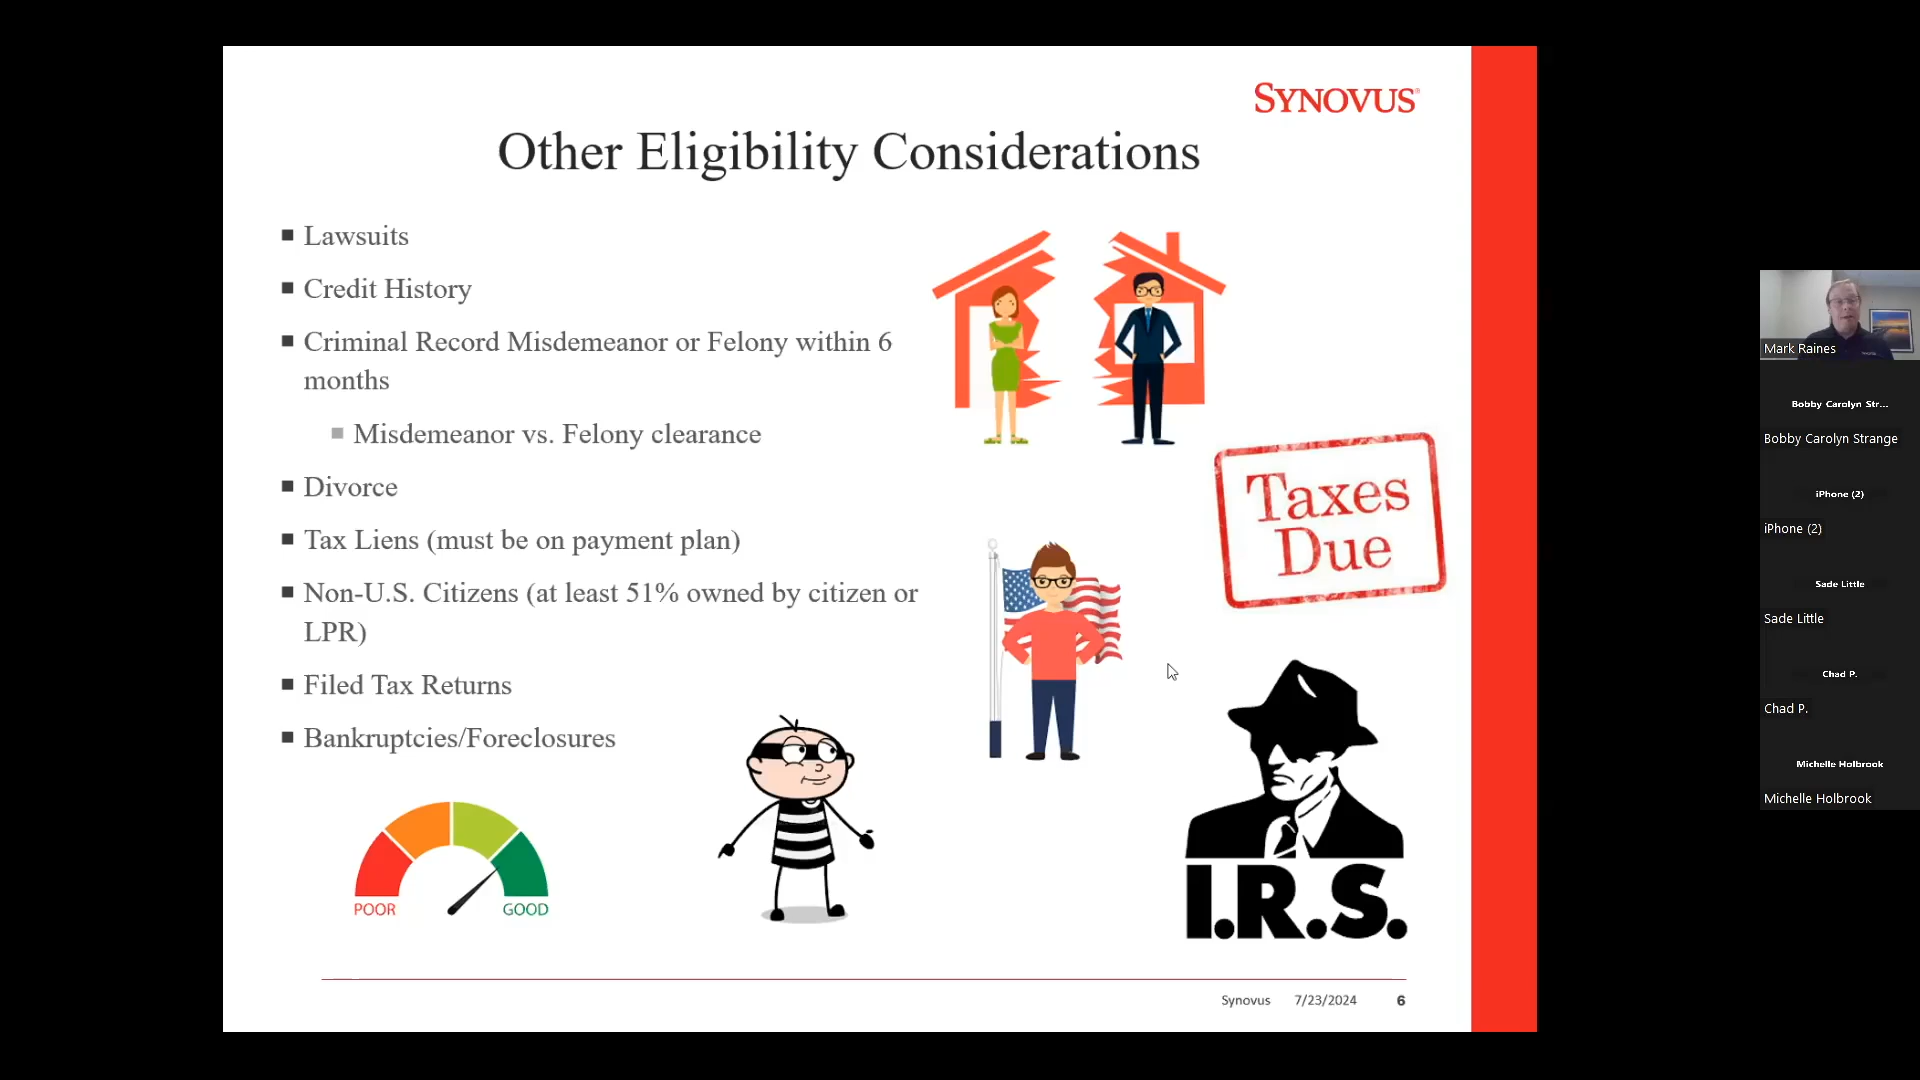 SYNOVUS
Other Eligibility Considerations
Lawsuits
Credit History
Criminal Record Misdemeanor or Felony within 6
months
Misdemeanor vs. Felony clearance
Divorce
Tax Liens (must be on payment plan)
Non-U.S. Citizens (at least 51% owned by citizen or
LPR)
Filed Tax Returns
Bankruptcies/Foreclosures
Taxes
Due
POOR
GOOD
I.R.S.
Synovus 7/23/2024 6
Mark Raines
Bobby Carolyn Str...
Bobby Carolyn Strange
iPhone (2)
iPhone (2)
Sade Little
Sade Little
Chad P.
Chad P.
Michelle Holbrook
Michelle Holbrook